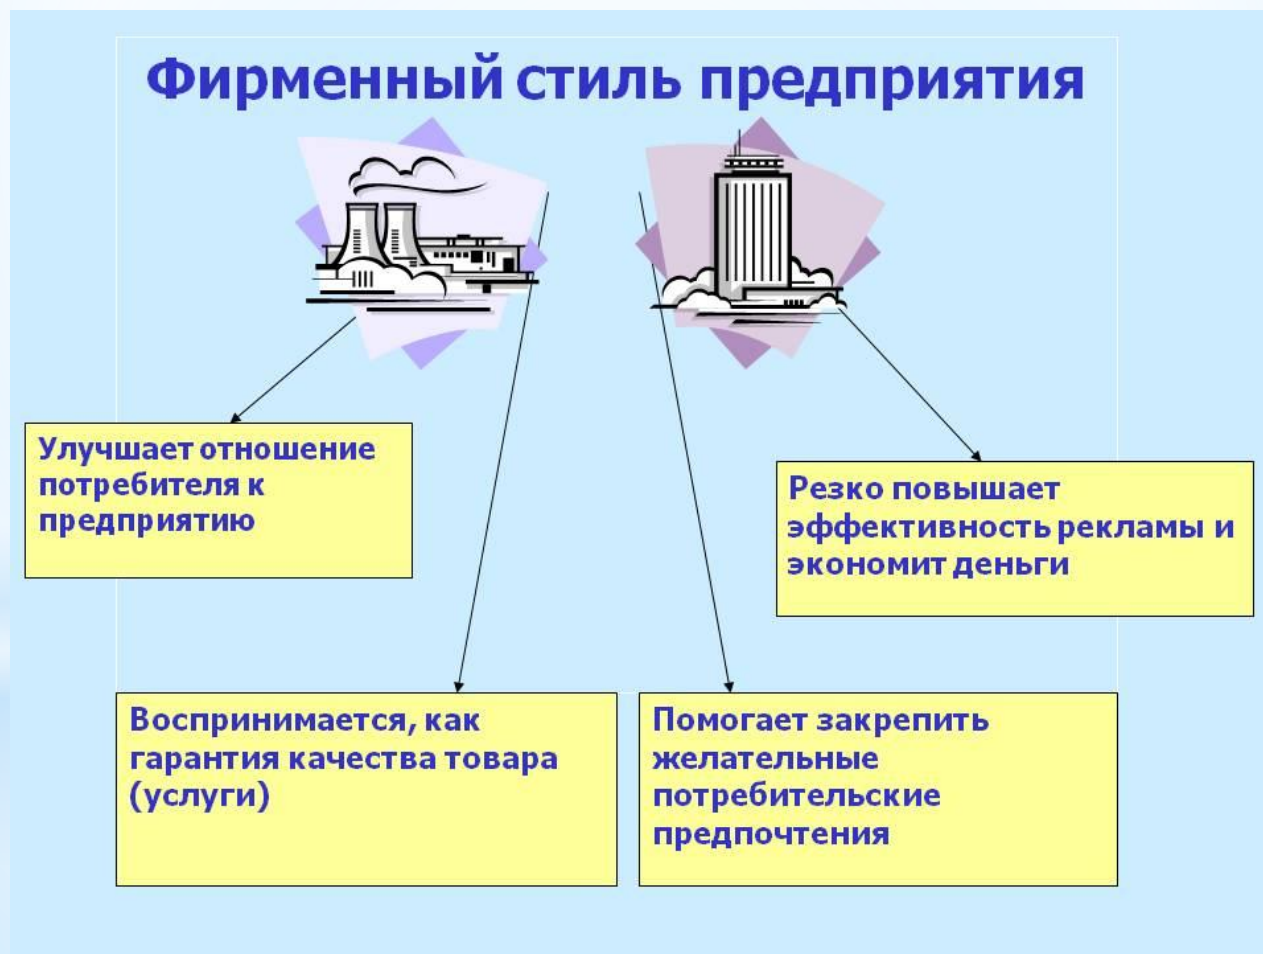 Фирменный стиль предприятия
Улучшает отношение
потребителя к
предприятию
Резко повышает
эффективность рекламы и
экономит деньги
Воспринимается, как
гарантия качества товара
(услуги)
Помогает закрепить
желательные
потребительские
предпочтения